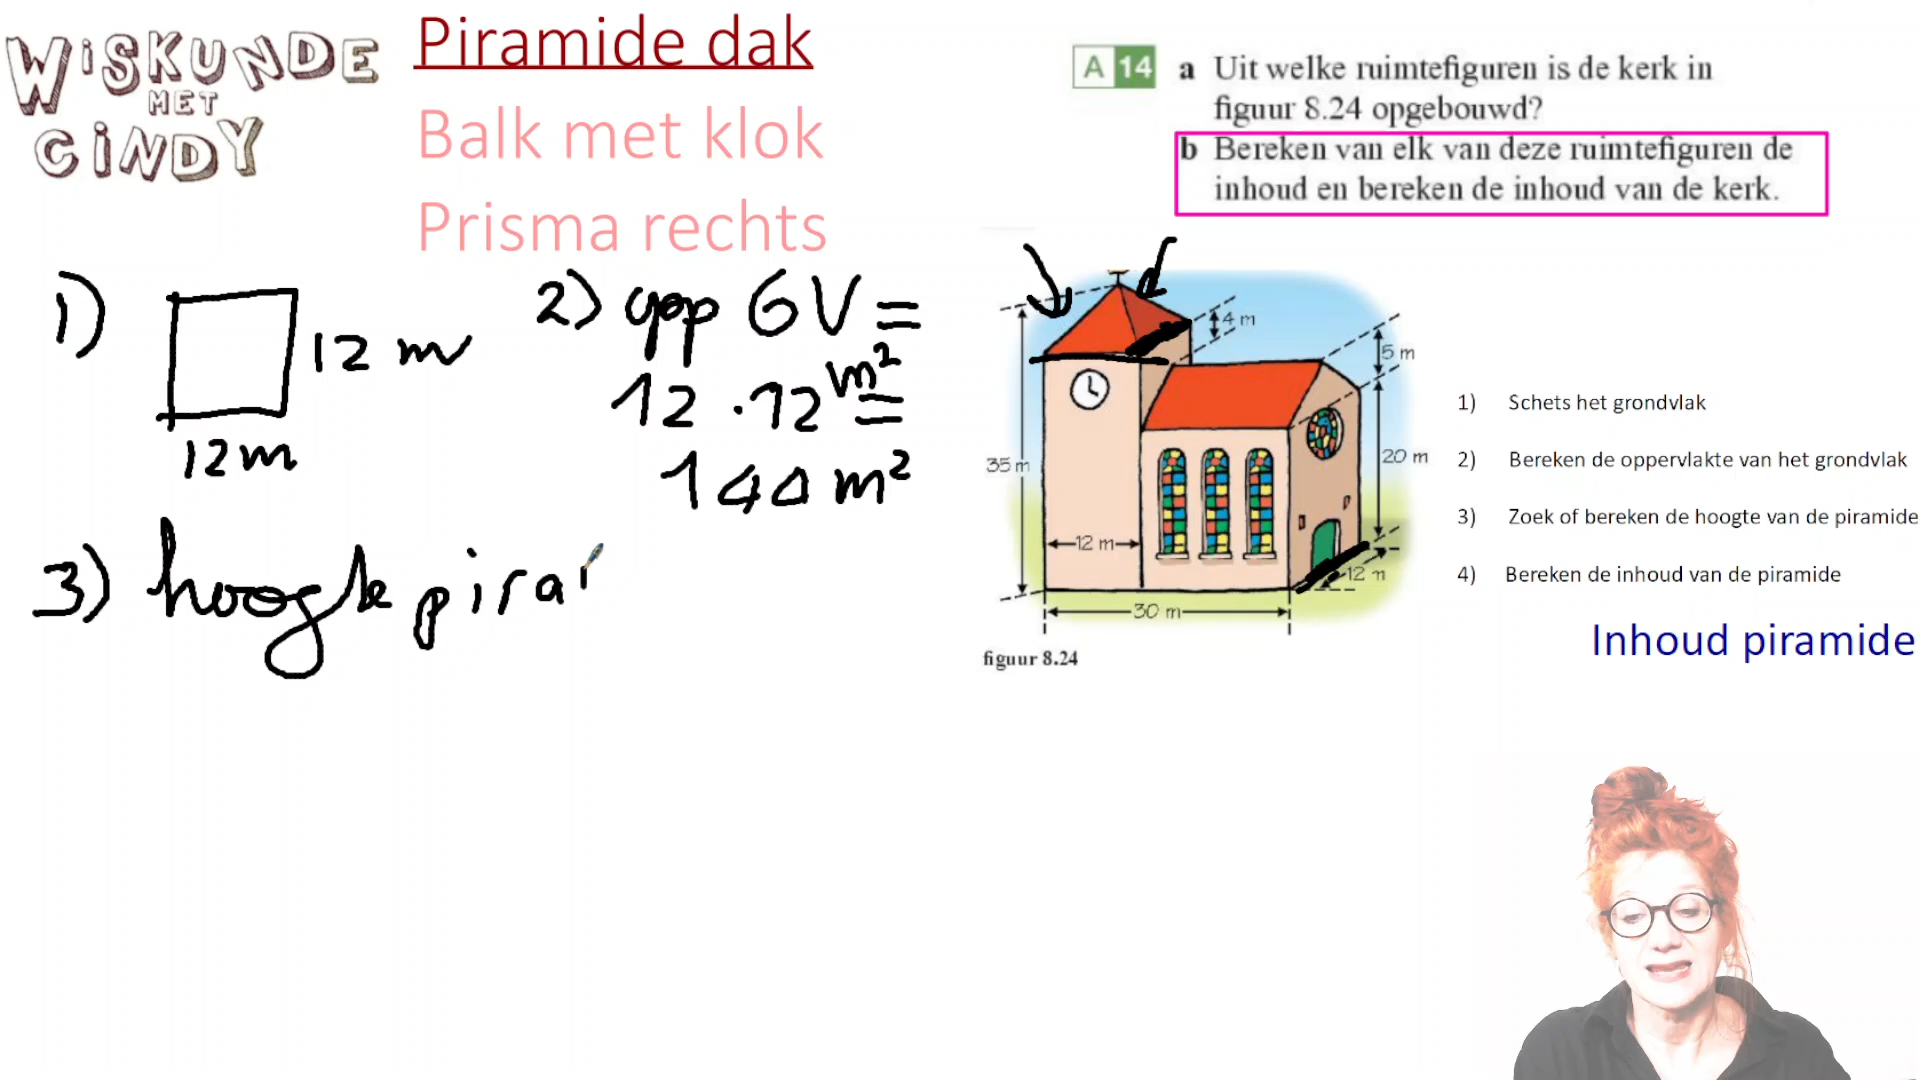 WiSKUNDE
MET
CiNDY
Piramide dak
Balk met klok
Prisma rechts
A 14 a Uit welke ruimtefiguren is de kerk in
figuur 8.24 opgebouwd?
b Bereken van elk van deze ruimtefiguren de
inhoud en bereken de inhoud van de kerk.
1)
12 m
12m
2) opp GV =
12 · 12 m² =
144 m²
3) hoogte pira
4 m
5 m
35 m
20 m
12 m
12 m
30 m
figuur 8.24
1) Schets het grondvlak
2) Bereken de oppervlakte van het grondvlak
3) Zoek of bereken de hoogte van de piramide
4) Bereken de inhoud van de piramide
Inhoud piramide